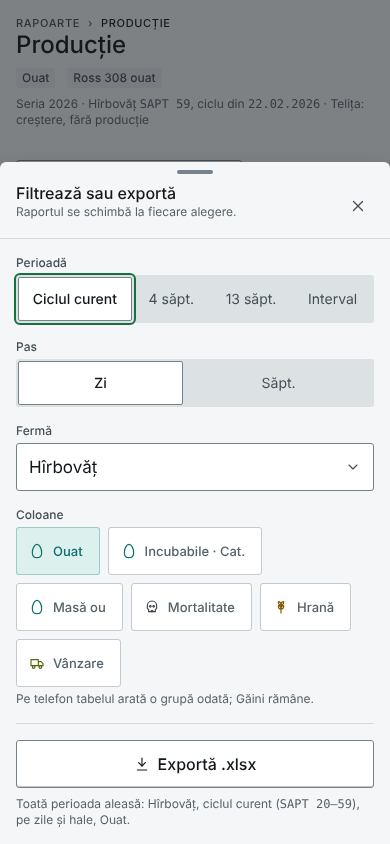 RAPOARTE › PRODUCȚIE
Producție
Ouat Ross 308 ouat
Seria 2026 · Hîrbovăț SAPT 59, ciclu din 22.02.2026 · Telița:
creștere, fără producție
Filtrează sau exportă
Raportul se schimbă la fiecare alegere.
Perioadă
Ciclul curent 4 săpt. 13 săpt. Interval
Pas
Zi Săpt.
Fermă
Hîrbovăț
Coloane
Ouat Incubabile · Cat.
Masă ou Mortalitate Hrană
Vânzare
Pe telefon tabelul arată o grupă odată; Găini rămâne.
Exportă .xlsx
Toată perioada aleasă: Hîrbovăț, ciclul curent (SAPT 20–59),
pe zile și hale, Ouat.